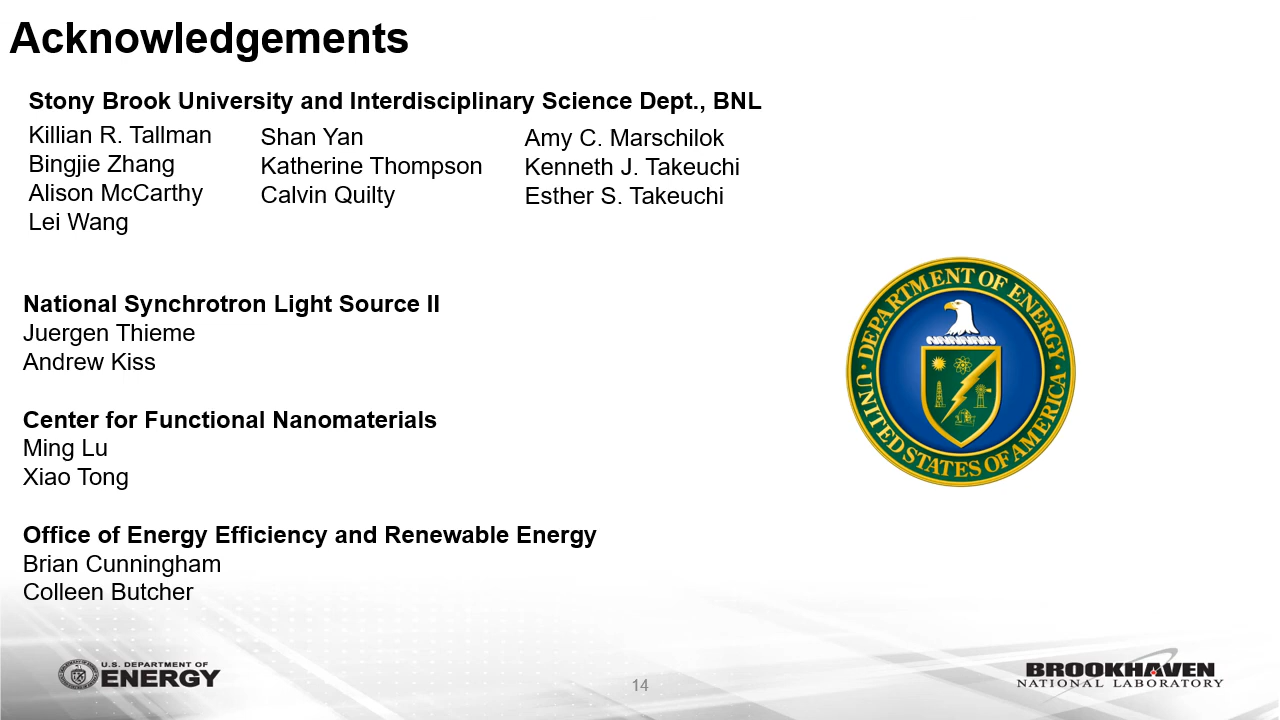 Acknowledgements
Stony Brook University and Interdisciplinary Science Dept., BNL
Killian R. Tallman
Bingjie Zhang
Alison McCarthy
Lei Wang
Shan Yan
Katherine Thompson
Calvin Quilty
Amy C. Marschilok
Kenneth J. Takeuchi
Esther S. Takeuchi
National Synchrotron Light Source II
Juergen Thieme
Andrew Kiss
Center for Functional Nanomaterials
Ming Lu
Xiao Tong
Office of Energy Efficiency and Renewable Energy
Brian Cunningham
Colleen Butcher
DEPARTMENT OF ENERGY
UNITED STATES OF AMERICA
U.S. DEPARTMENT OF
ENERGY
14
BROOKHAVEN
NATIONAL LABORATORY